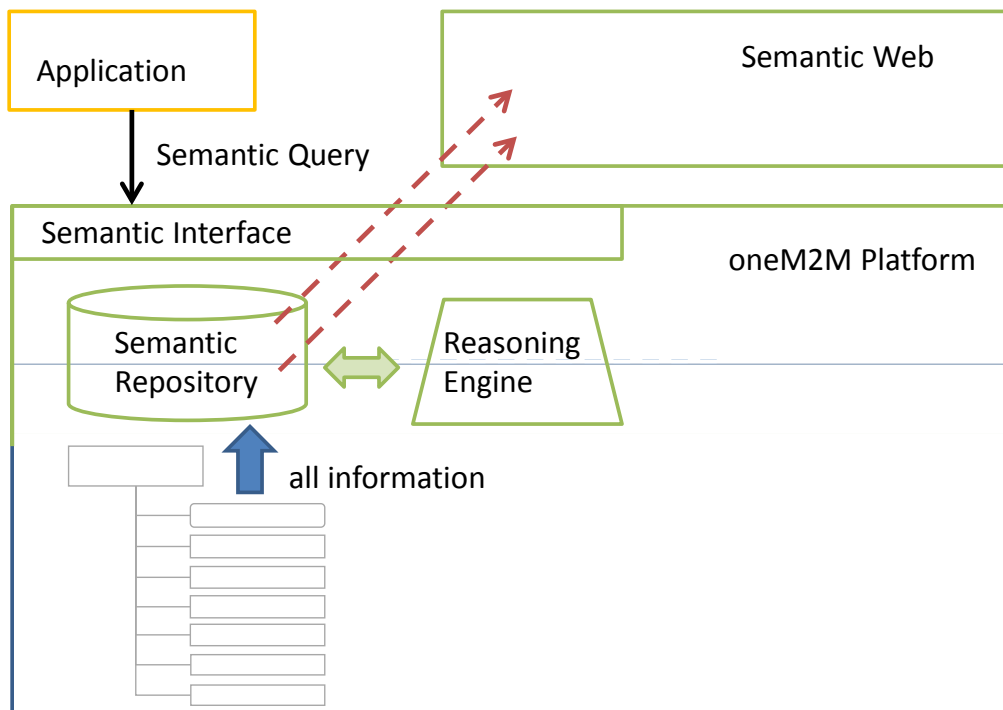 Application
Semantic Web
Semantic Query
Semantic Interface
oneM2M Platform
Semantic
Repository
Reasoning
Engine
all information